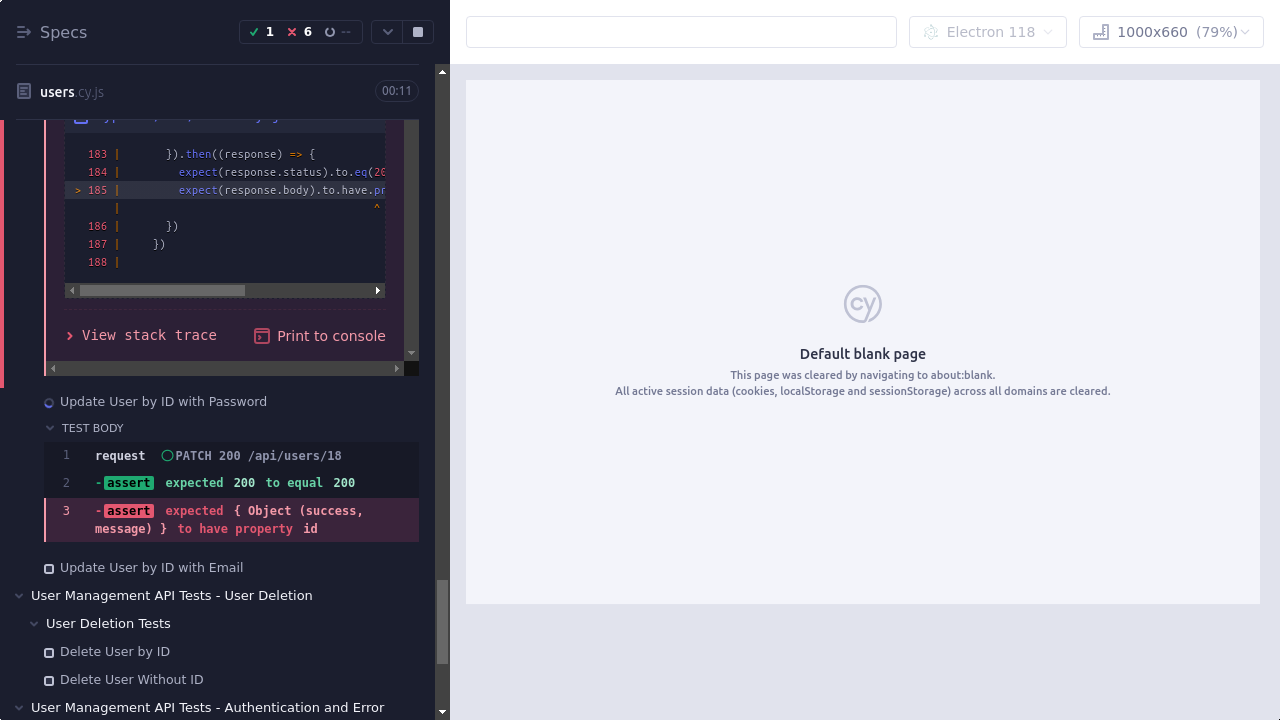 Specs
1
6
--
Electron 118
1000x660 (79%)
users.cy.js
00:11
183 | }).then((response) => {
184 | expect(response.status).to.eq(20
> 185 | expect(response.body).to.have.pr
| ^
186 | })
187 | })
188 |
View stack trace
Print to console
Update User by ID with Password
TEST BODY
1 request PATCH 200 /api/users/18
2 -assert expected 200 to equal 200
3 -assert expected { Object (success,
message) } to have property id
Update User by ID with Email
User Management API Tests - User Deletion
User Deletion Tests
Delete User by ID
Delete User Without ID
User Management API Tests - Authentication and Error
cy
Default blank page
This page was cleared by navigating to about:blank.
All active session data (cookies, localStorage and sessionStorage) across all domains are cleared.